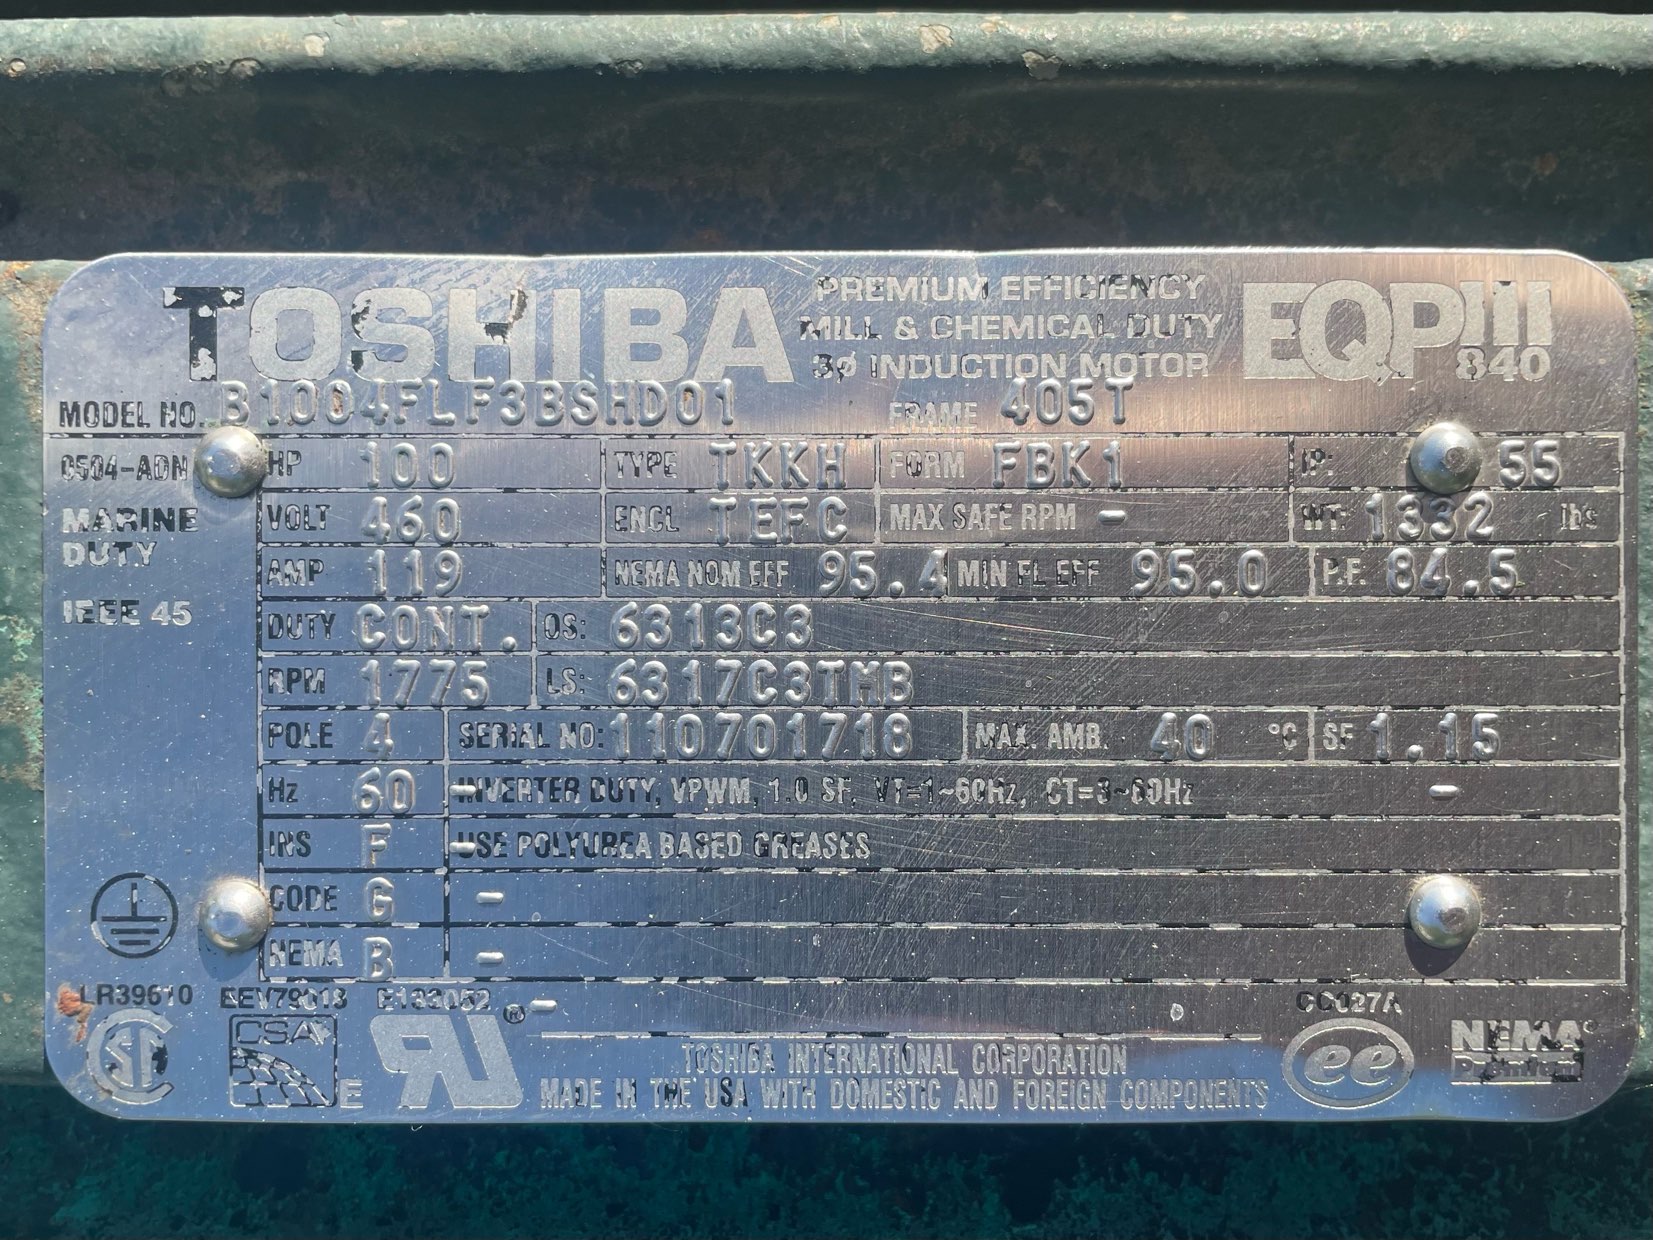 TOSHIBA
PREMIUM EFFICIENCY
MILL & CHEMICAL DUTY
3ø INDUCTION MOTOR
EQPIII
840
MODEL NO. B1004FLF3BSHD01 FRAME 405T
0504-ADN HP 100 TYPE TKKH FORM FBK1 IP: 55
MARINE DUTY
IEEE 45
VOLT 460 ENCL TEFC MAX SAFE RPM - WT: 1332 lbs
AMP 119 NEMA NOM EFF 95.4 MIN FL EFF 95.0 P.F. 84.5
DUTY CONT. OS: 6313C3
RPM 1775 LS: 6317C3TMB
POLE 4 SERIAL NO: 110701718 MAX. AMB. 40 °C SF 1.15
Hz 60 - INVERTER DUTY, VPWM, 1.0 SF, VT=1~60Hz, CT=3~60Hz -
INS F - USE POLYUREA BASED GREASES
CODE G -
NEMA B -
LR39610 EEV79013 E183052 ® - CC027A
CSA
E
TOSHIBA INTERNATIONAL CORPORATION
MADE IN THE USA WITH DOMESTIC AND FOREIGN COMPONENTS
ee
NEMA
Premium